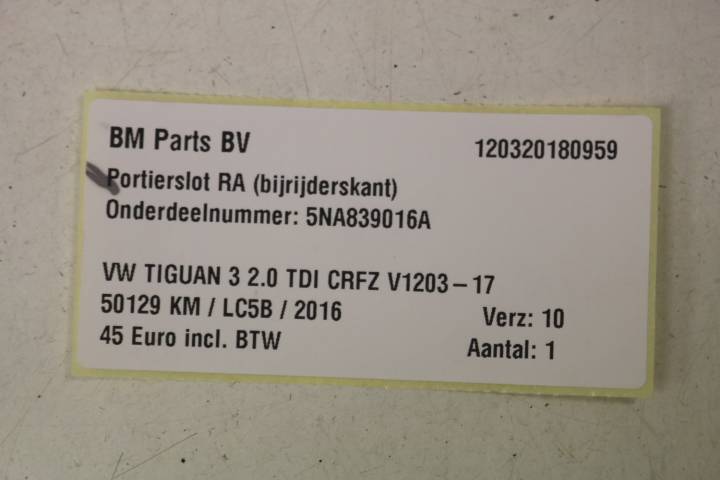 BM Parts BV 120320180959
Portierslot RA (bijrijderskant)
Onderdeelnummer: 5NA839016A
VW TIGUAN 3 2.0 TDI CRFZ V1203-17
50129 KM / LC5B / 2016 Verz: 10
45 Euro incl. BTW Aantal: 1